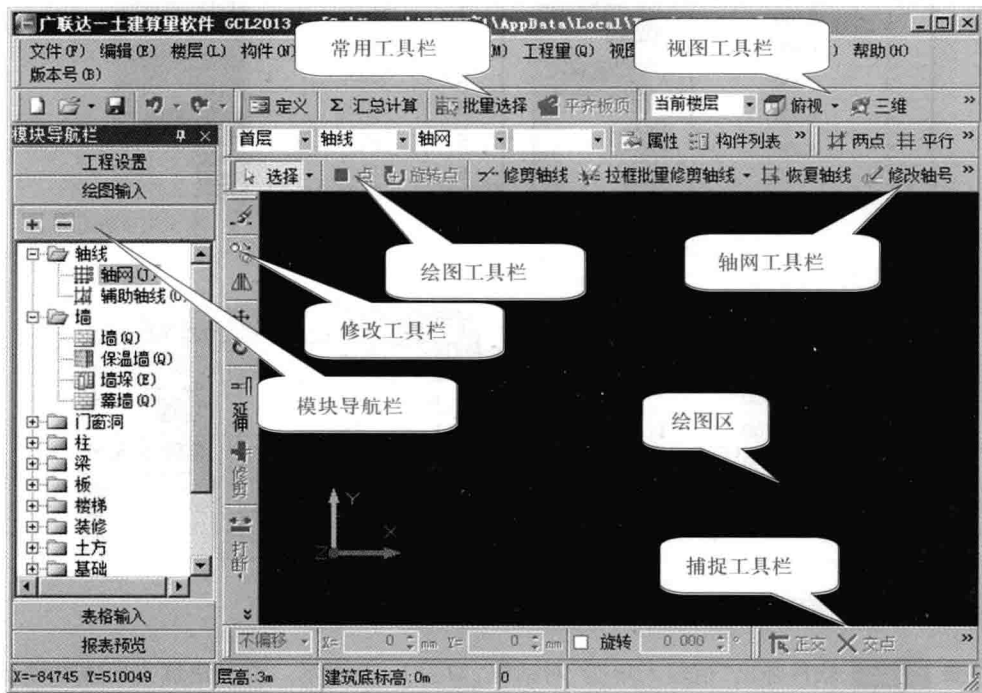 广联达一土建算量软件 GCL2013 - [C:\
\AppData\Local\
文件(F) 编辑(E) 楼层(L) 构件(N)
(M) 工程量(Q) 视图
帮助(H)
版本号(B)
常用工具栏
视图工具栏
定义 Σ 汇总计算 批量选择 平齐板顶 当前楼层 俯视 三维 »
模块导航栏
首层 轴线 轴网 属性 构件列表 » 两点 平行 »
工程设置
选择 点 旋转点 修剪轴线 拉框批量修剪轴线 恢复轴线 修改轴号 »
绘图输入
轴线
轴网(J)
辅助轴线(O)
墙
墙(Q)
保温墙(Q)
墙垛(E)
幕墙(Q)
门窗洞
柱
梁
板
楼梯
装修
土方
基础
表格输入
报表预览
延伸
修剪
打断
绘图工具栏
轴网工具栏
修改工具栏
模块导航栏
绘图区
捕捉工具栏
Y
X
Z
不偏移 X= 0 mm Y= 0 mm 旋转 0.000 ° 正交 交点 »
X=-84745 Y=510049 层高:3m 建筑底标高:0m 0